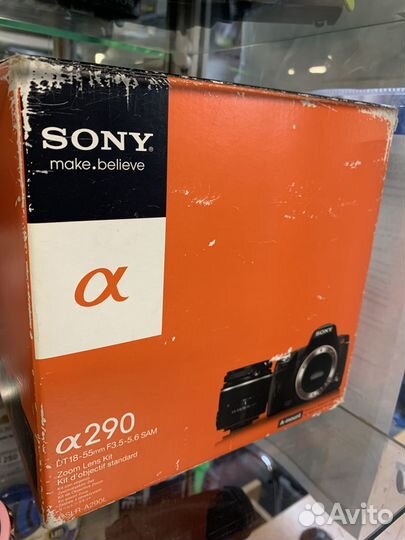 SONY
make.believe
α
SONY
α290
DT18-55mm F3.5-5.6 SAM
Zoom Lens Kit
Kit d'objectif standard
A290L
Avito